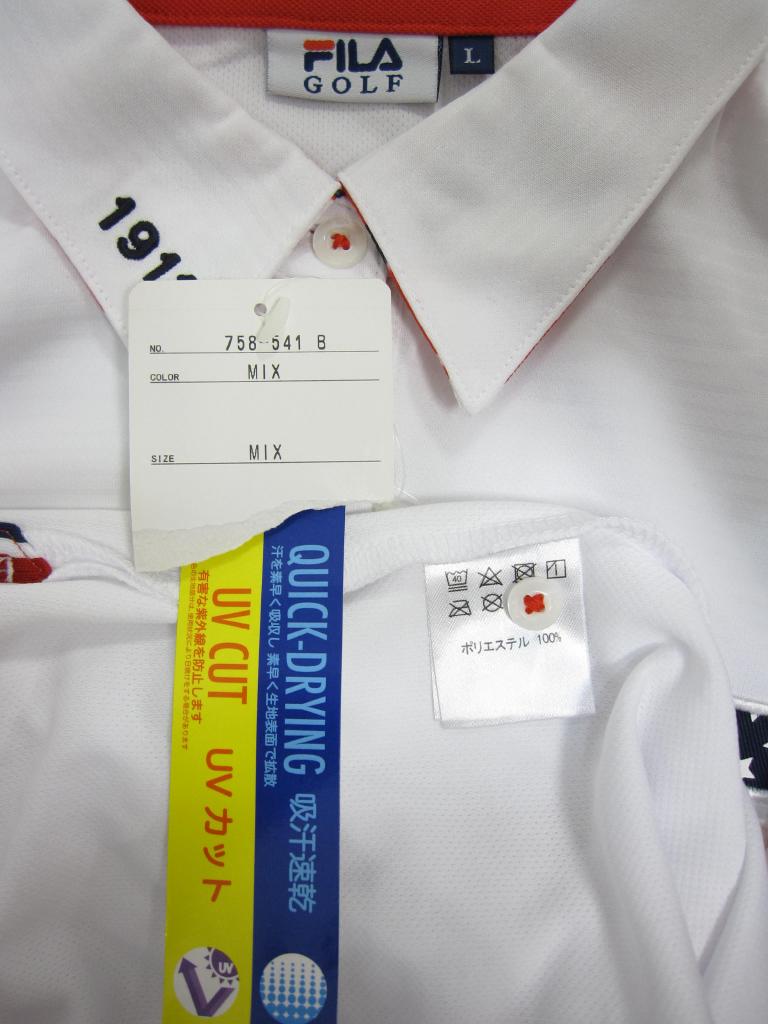 FILA
GOLF
L
191
NO. 758-541 B
COLOR MIX
SIZE MIX
QUICK-DRYING 吸汗速乾
汗を素早く吸収し 素早く生地表面で拡散
UV CUT UVカット
有害な紫外線を防止します
UV
40
ポリエステル 100%